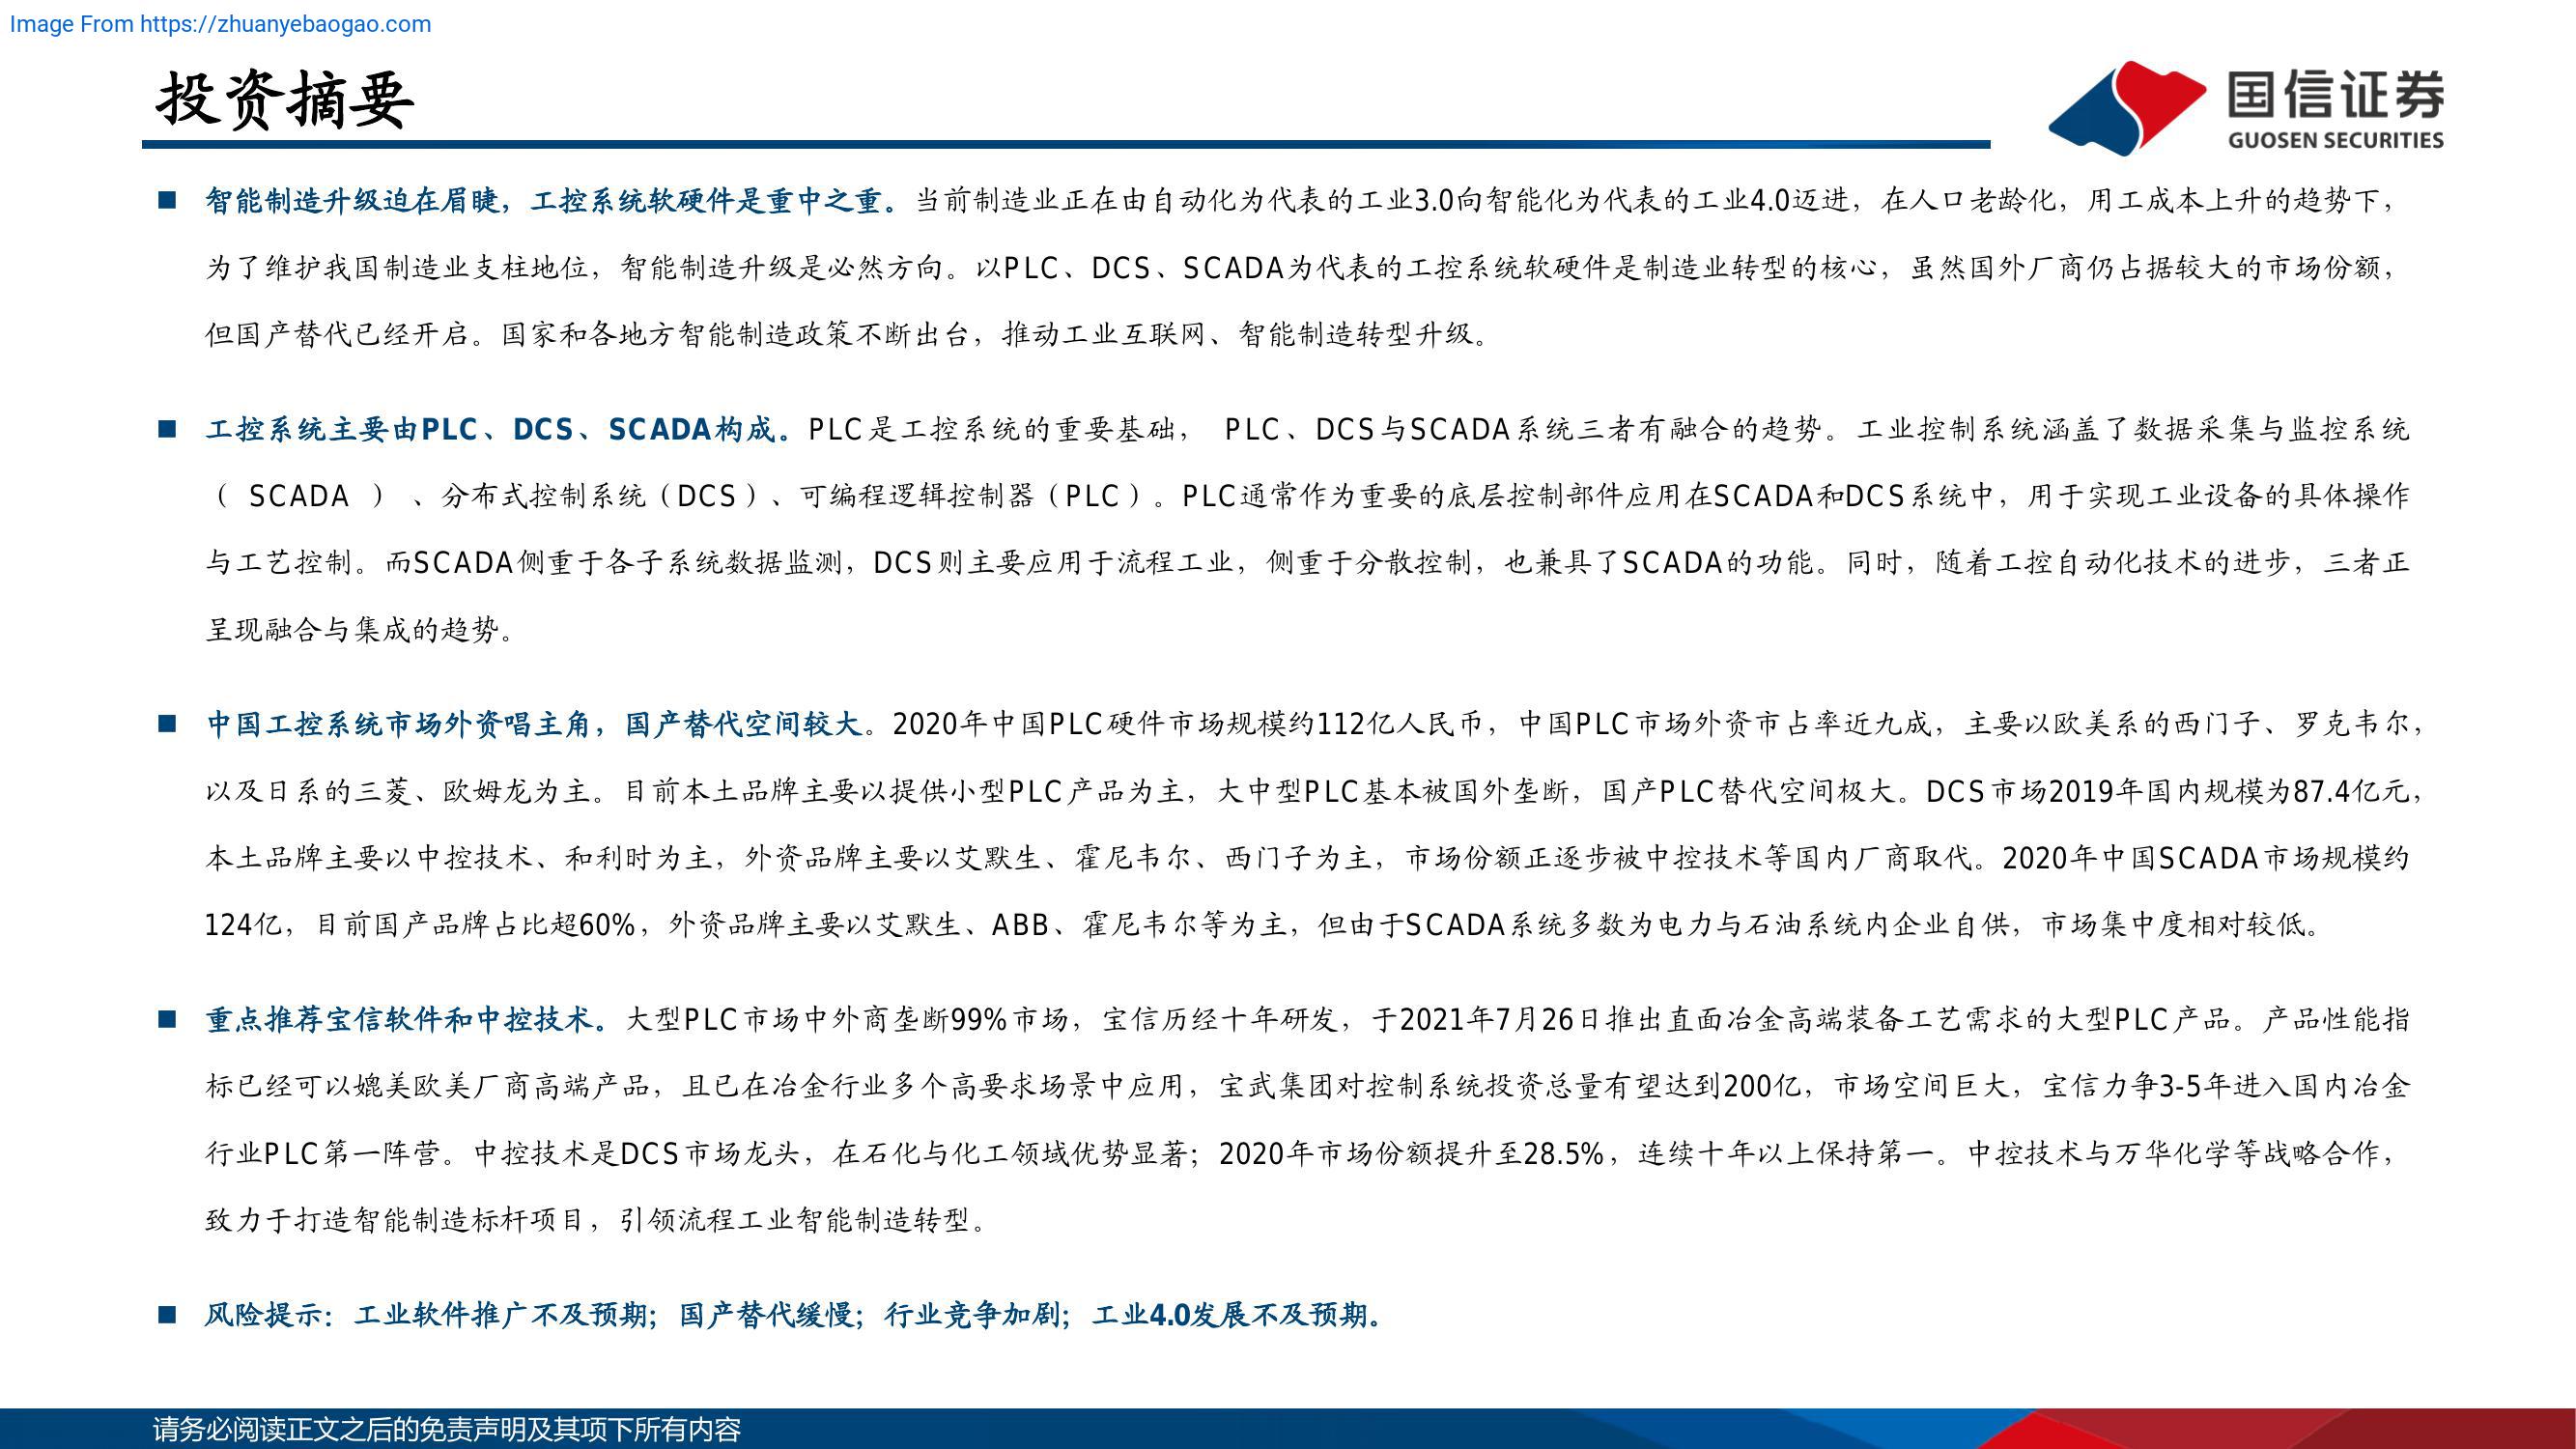 Image From https://zhuanyebaogao.com
投资摘要
国信证券
GUOSEN SECURITIES
■ 智能制造升级迫在眉睫，工控系统软硬件是重中之重。当前制造业正在由自动化为代表的工业3.0向智能化为代表的工业4.0迈进，在人口老龄化，用工成本上升的趋势下，
为了维护我国制造业支柱地位，智能制造升级是必然方向。以PLC、DCS、SCADA为代表的工控系统软硬件是制造业转型的核心，虽然国外厂商仍占据较大的市场份额，
但国产替代已经开启。国家和各地方智能制造政策不断出台，推动工业互联网、智能制造转型升级。
■ 工控系统主要由PLC、DCS、SCADA构成。PLC是工控系统的重要基础， PLC、DCS与SCADA系统三者有融合的趋势。工业控制系统涵盖了数据采集与监控系统
（ SCADA ） 、分布式控制系统（DCS）、可编程逻辑控制器（PLC）。PLC通常作为重要的底层控制部件应用在SCADA和DCS系统中，用于实现工业设备的具体操作
与工艺控制。而SCADA侧重于各子系统数据监测，DCS则主要应用于流程工业，侧重于分散控制，也兼具了SCADA的功能。同时，随着工控自动化技术的进步，三者正
呈现融合与集成的趋势。
■ 中国工控系统市场外资唱主角，国产替代空间较大。2020年中国PLC硬件市场规模约112亿人民币，中国PLC市场外资市占率近九成，主要以欧美系的西门子、罗克韦尔，
以及日系的三菱、欧姆龙为主。目前本土品牌主要以提供小型PLC产品为主，大中型PLC基本被国外垄断，国产PLC替代空间极大。DCS市场2019年国内规模为87.4亿元，
本土品牌主要以中控技术、和利时为主，外资品牌主要以艾默生、霍尼韦尔、西门子为主，市场份额正逐步被中控技术等国内厂商取代。2020年中国SCADA市场规模约
124亿，目前国产品牌占比超60%，外资品牌主要以艾默生、ABB、霍尼韦尔等为主，但由于SCADA系统多数为电力与石油系统内企业自供，市场集中度相对较低。
■ 重点推荐宝信软件和中控技术。大型PLC市场中外商垄断99%市场，宝信历经十年研发，于2021年7月26日推出直面冶金高端装备工艺需求的大型PLC产品。产品性能指
标已经可以媲美欧美厂商高端产品，且已在冶金行业多个高要求场景中应用，宝武集团对控制系统投资总量有望达到200亿，市场空间巨大，宝信力争3-5年进入国内冶金
行业PLC第一阵营。中控技术是DCS市场龙头，在石化与化工领域优势显著；2020年市场份额提升至28.5%，连续十年以上保持第一。中控技术与万华化学等战略合作，
致力于打造智能制造标杆项目，引领流程工业智能制造转型。
■ 风险提示：工业软件推广不及预期；国产替代缓慢；行业竞争加剧；工业4.0发展不及预期。
请务必阅读正文之后的免责声明及其项下所有内容